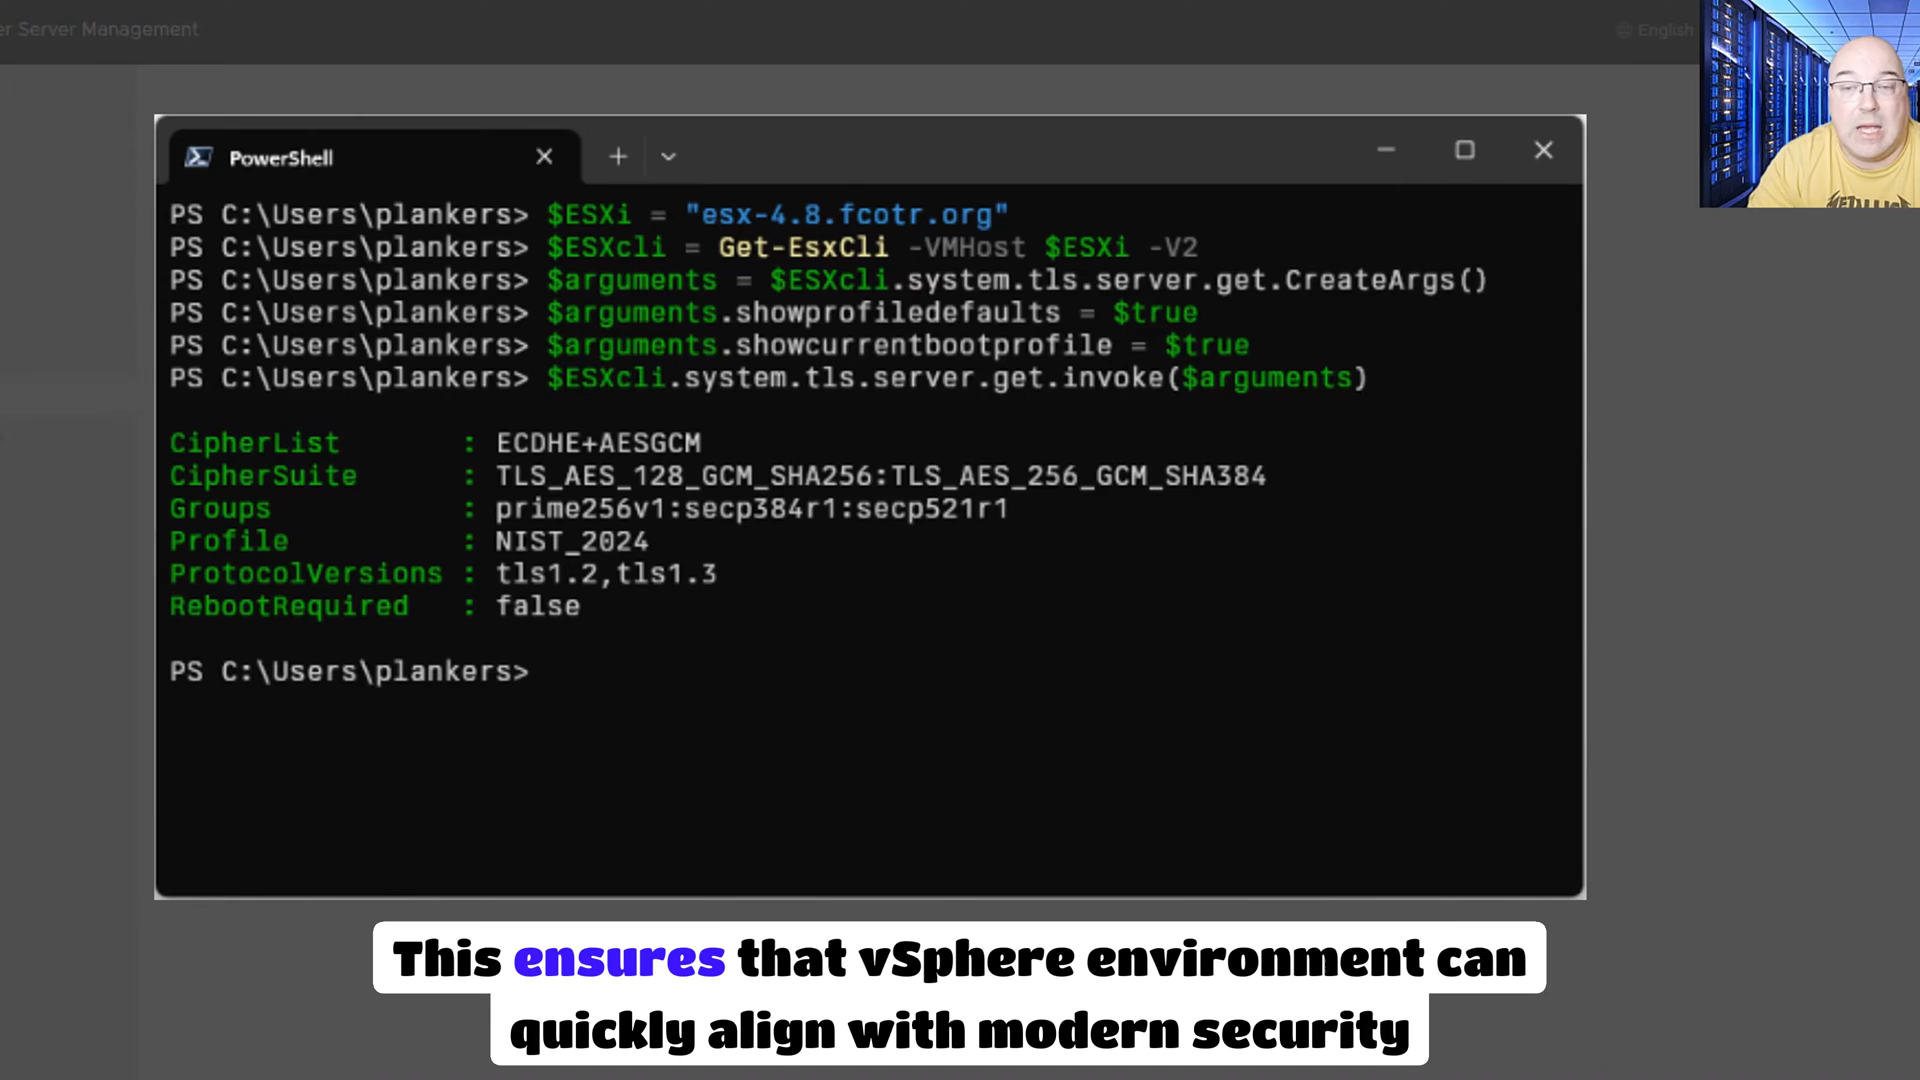 er Server Management
English
PowerShell
PS C:\Users\plankers> $ESXi = "esx-4.8.fcotr.org"
PS C:\Users\plankers> $ESXcli = Get-EsxCli -VMHost $ESXi -V2
PS C:\Users\plankers> $arguments = $ESXcli.system.tls.server.get.CreateArgs()
PS C:\Users\plankers> $arguments.showprofiledefaults = $true
PS C:\Users\plankers> $arguments.showcurrentbootprofile = $true
PS C:\Users\plankers> $ESXcli.system.tls.server.get.invoke($arguments)
CipherList : ECDHE+AESGCM
CipherSuite : TLS_AES_128_GCM_SHA256:TLS_AES_256_GCM_SHA384
Groups : prime256v1:secp384r1:secp521r1
Profile : NIST_2024
ProtocolVersions : tls1.2,tls1.3
RebootRequired : false
PS C:\Users\plankers>
METALLICA
This ensures that vSphere environment can
quickly align with modern security